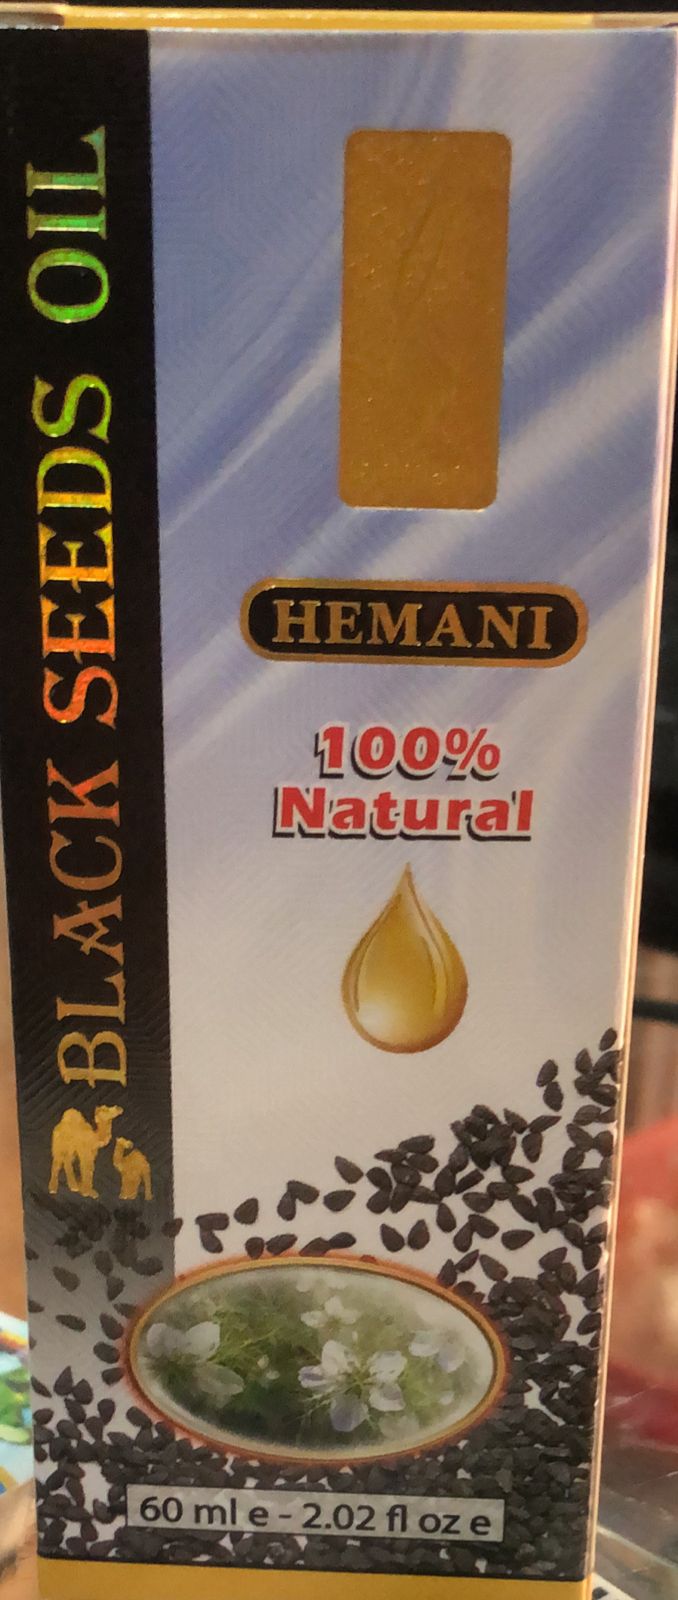 BLACK SEEDS OIL
HEMANI
100%
Natural
60 ml e - 2.02 fl oz e